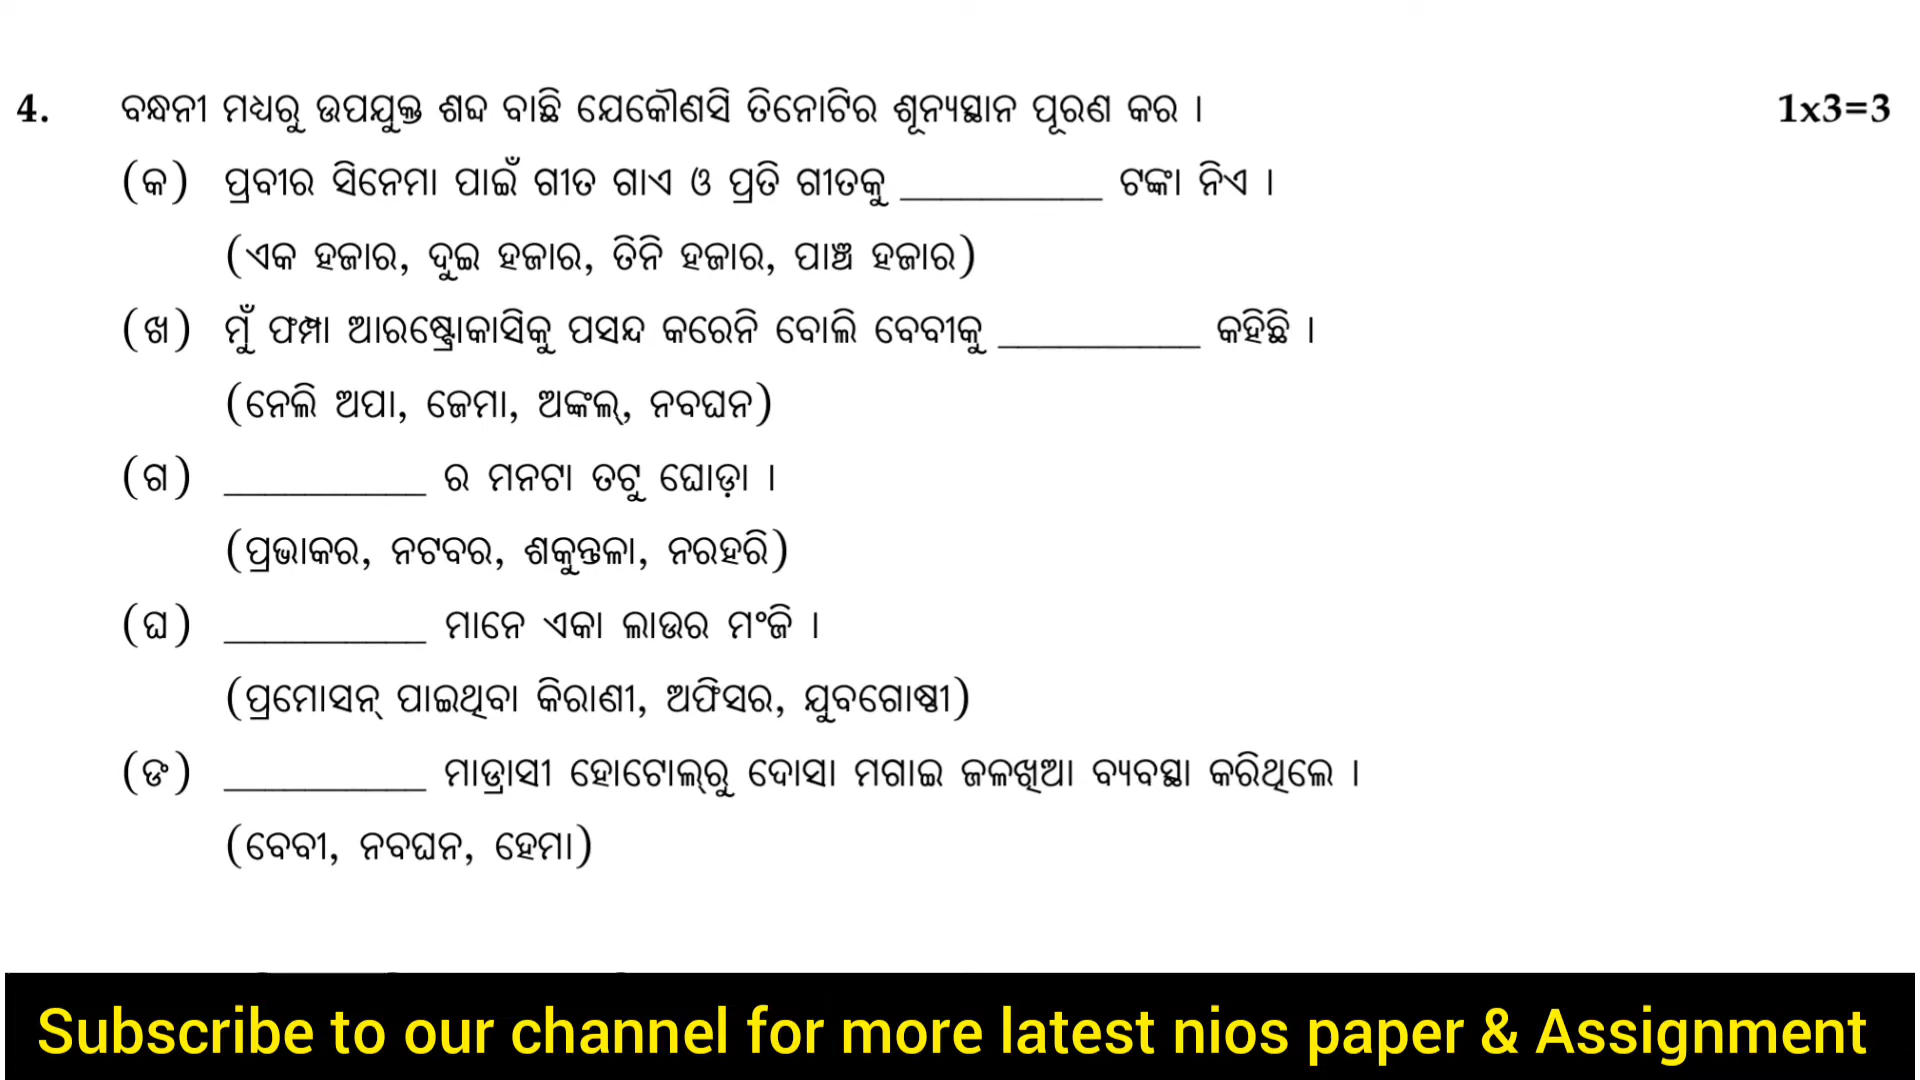 4. ବନ୍ଧନୀ ମଧ୍ୟରୁ ଉପଯୁକ୍ତ ଶବ୍ଦ ବାଛି ଯେକୌଣସି ତିନୋଟିର ଶୂନ୍ୟସ୍ଥାନ ପୂରଣ କର । 1x3=3
(କ) ପ୍ରବୀର ସିନେମା ପାଇଁ ଗୀତ ଗାଏ ଓ ପ୍ରତି ଗୀତକୁ __________ ଟଙ୍କା ନିଏ ।
(ଏକ ହଜାର, ଦୁଇ ହଜାର, ତିନି ହଜାର, ପାଞ୍ଚ ହଜାର)
(ଖ) ମୁଁ ଫମ୍ପା ଆରଷ୍ଟ୍ରୋକାସିକୁ ପସନ୍ଦ କରେନି ବୋଲି ବେବୀକୁ __________ କହିଛି ।
(ନେଲି ଅପା, ଜେମା, ଅଙ୍କଲ୍, ନବଘନ)
(ଗ) __________ ର ମନଟା ତଟୁ ଘୋଡ଼ା ।
(ପ୍ରଭାକର, ନଟବର, ଶକୁନ୍ତଳା, ନରହରି)
(ଘ) __________ ମାନେ ଏକା ଲାଉର ମଂଜି ।
(ପ୍ରମୋସନ୍ ପାଇଥିବା କିରାଣୀ, ଅଫିସର, ଯୁବଗୋଷ୍ଠୀ)
(ଙ) __________ ମାଡ୍ରାସୀ ହୋଟୋଲ୍‌ରୁ ଦୋସା ମଗାଇ ଜଳଖିଆ ବ୍ୟବସ୍ଥା କରିଥିଲେ ।
(ବେବୀ, ନବଘନ, ହେମା)
Subscribe to our channel for more latest nios paper & Assignment